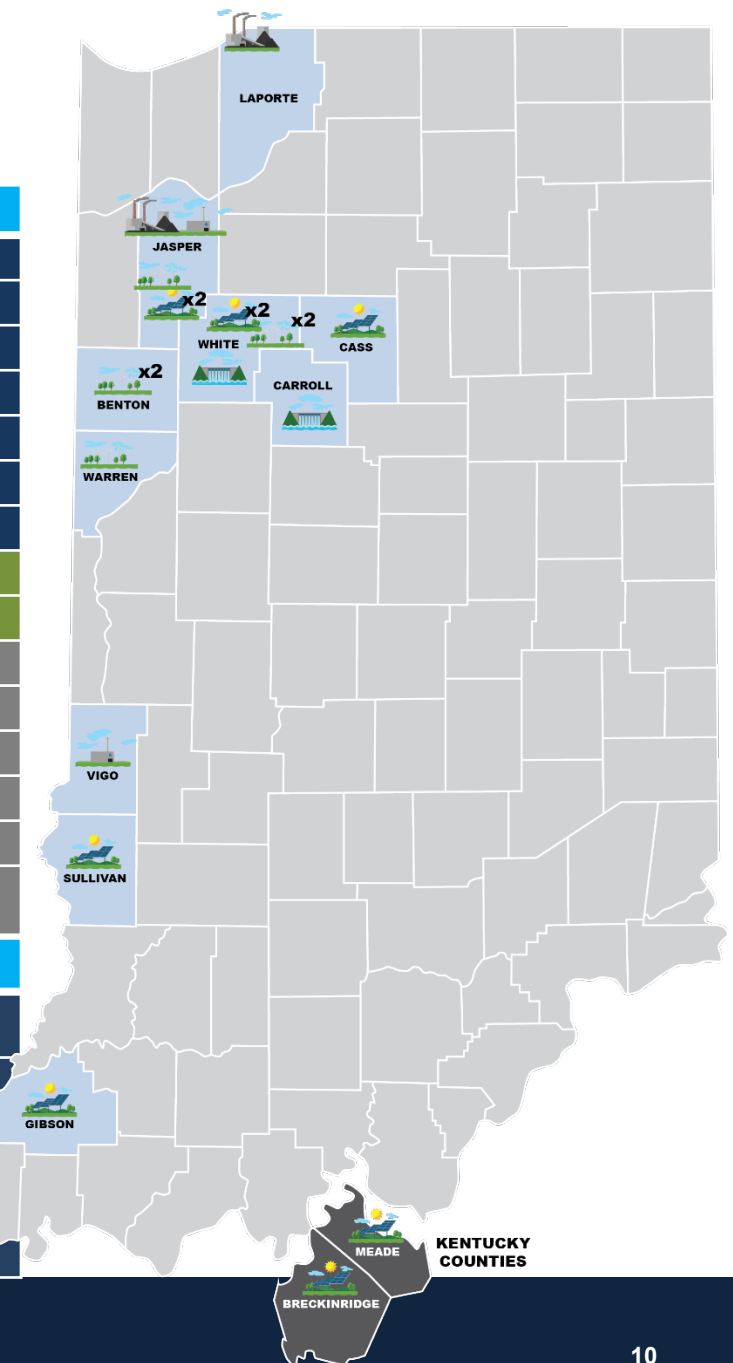 LAPORTE
JASPER
x2
x2
x2
WHITE
CASS
x2
BENTON
CARROLL
WARREN
VIGO
SULLIVAN
GIBSON
MEADE
KENTUCKY
COUNTIES
BRECKINRIDGE
10